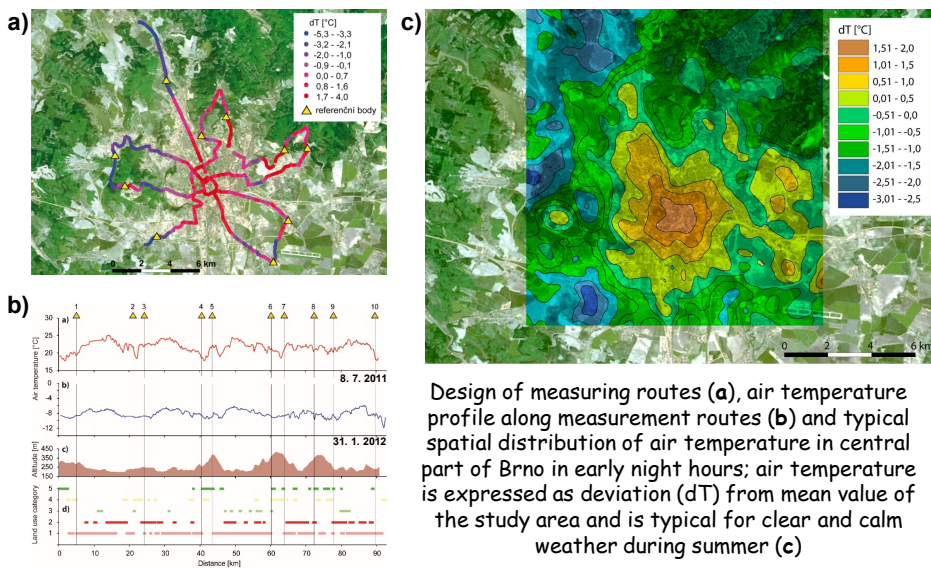 a)
dT [°C]
-5,3 - -3,3
-3,2 - -2,1
-2,0 - -1,0
-0,9 - -0,1
0,0 - 0,7
0,8 - 1,6
1,7 - 4,0
referenční body
0 2 4 6 km
b)
1 2 3 4 5 6 7 8 9 10
a)
30
25
20
15
Air temperature [°C]
8. 7. 2011
b)
0
-4
-8
-12
31. 1. 2012
c)
450
350
250
150
Altitude [m]
d)
5
4
3
2
1
Land use category
0 10 20 30 40 50 60 70 80 90
Distance [km]
c)
dT [°C]
1,51 - 2,0
1,01 - 1,5
0,51 - 1,0
0,01 - 0,5
-0,51 - 0,0
-1,01 - -0,5
-1,51 - -1,0
-2,01 - -1,5
-2,51 - -2,0
-3,01 - -2,5
0 2 4 6 km
Design of measuring routes (a), air temperature
profile along measurement routes (b) and typical
spatial distribution of air temperature in central
part of Brno in early night hours; air temperature
is expressed as deviation (dT) from mean value of
the study area and is typical for clear and calm
weather during summer (c)